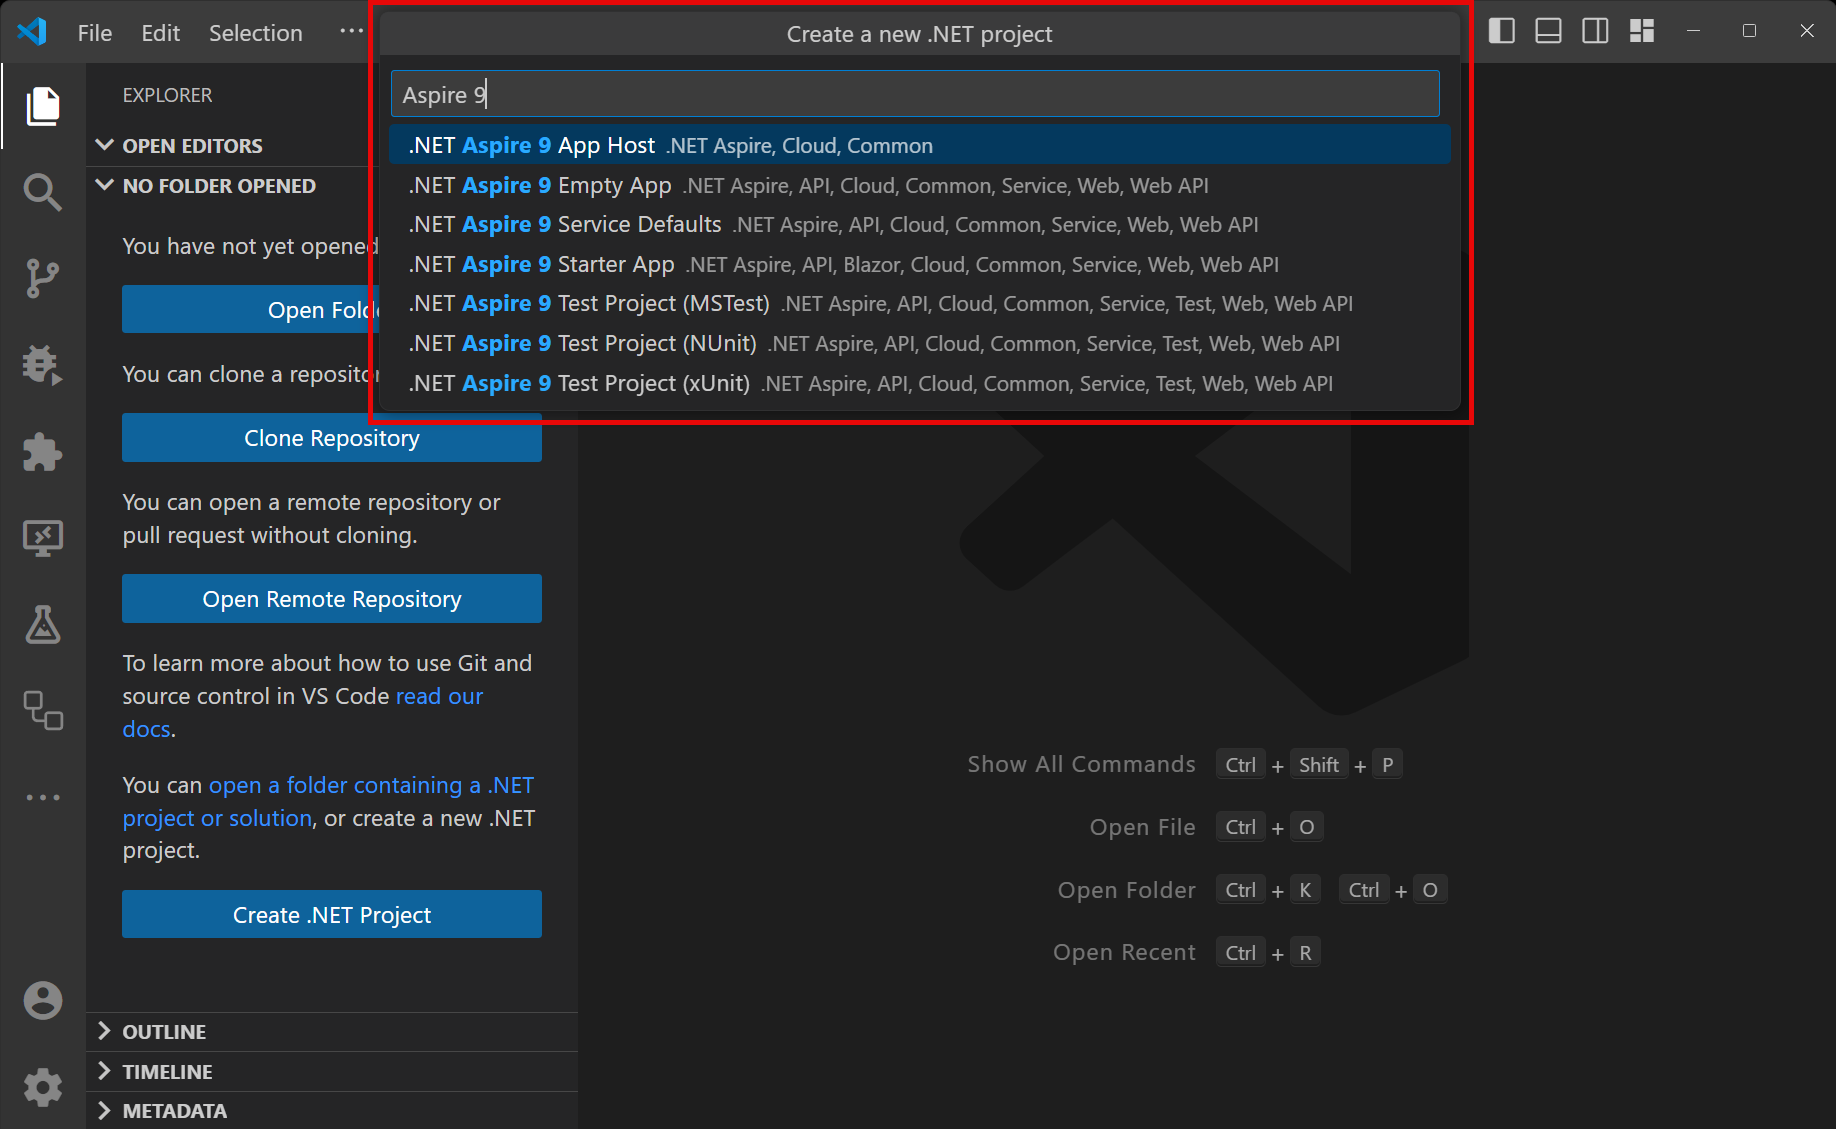 File Edit Selection ···
Create a new .NET project
Aspire 9
.NET Aspire 9 App Host .NET Aspire, Cloud, Common
.NET Aspire 9 Empty App .NET Aspire, API, Cloud, Common, Service, Web, Web API
.NET Aspire 9 Service Defaults .NET Aspire, API, Cloud, Common, Service, Web, Web API
.NET Aspire 9 Starter App .NET Aspire, API, Blazor, Cloud, Common, Service, Web, Web API
.NET Aspire 9 Test Project (MSTest) .NET Aspire, API, Cloud, Common, Service, Test, Web, Web API
.NET Aspire 9 Test Project (NUnit) .NET Aspire, API, Cloud, Common, Service, Test, Web, Web API
.NET Aspire 9 Test Project (xUnit) .NET Aspire, API, Cloud, Common, Service, Test, Web, Web API
EXPLORER
OPEN EDITORS
NO FOLDER OPENED
You have not yet opened
Open Folde
You can clone a repositor
Clone Repository
You can open a remote repository or
pull request without cloning.
Open Remote Repository
To learn more about how to use Git and
source control in VS Code read our
docs.
You can open a folder containing a .NET
project or solution, or create a new .NET
project.
Create .NET Project
OUTLINE
TIMELINE
METADATA
Show All Commands Ctrl + Shift + P
Open File Ctrl + O
Open Folder Ctrl + K Ctrl + O
Open Recent Ctrl + R